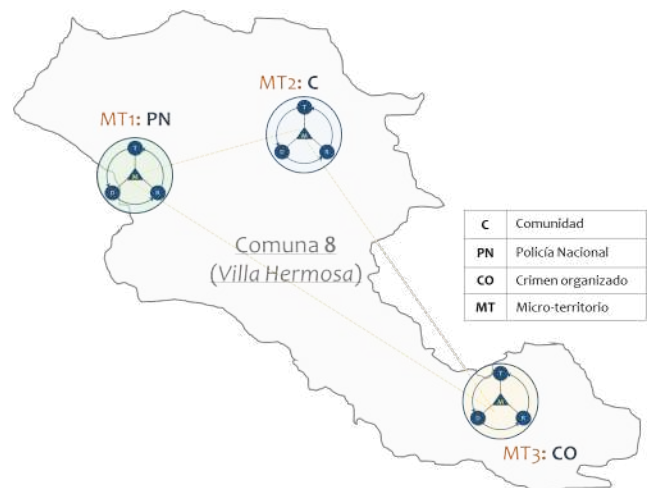 MT2: C
MT1: PN
T
M
D
R
T
M
D
R
Comuna 8
(Villa Hermosa)
C Comunidad
PN Policía Nacional
CO Crimen organizado
MT Micro-territorio
T
M
D
R
MT3: CO